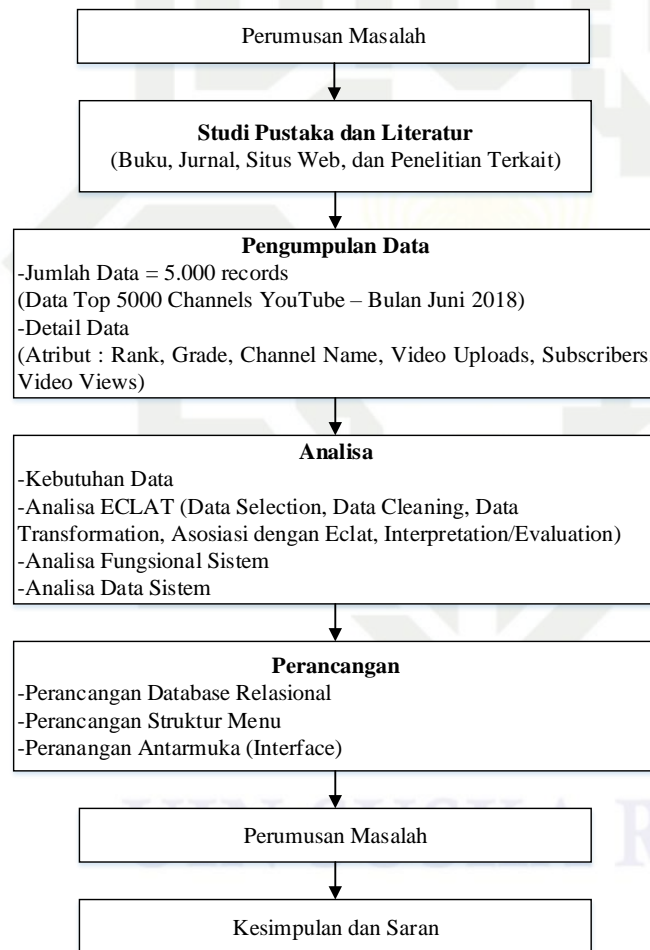 Perumusan Masalah
Studi Pustaka dan Literatur
(Buku, Jurnal, Situs Web, dan Penelitian Terkait)
Pengumpulan Data
-Jumlah Data = 5.000 records
(Data Top 5000 Channels YouTube – Bulan Juni 2018)
-Detail Data
(Atribut : Rank, Grade, Channel Name, Video Uploads, Subscribers
Video Views)
Analisa
-Kebutuhan Data
-Analisa ECLAT (Data Selection, Data Cleaning, Data
Transformation, Asosiasi dengan Eclat, Interpretation/Evaluation)
-Analisa Fungsional Sistem
-Analisa Data Sistem
Perancangan
-Perancangan Database Relasional
-Perancangan Struktur Menu
-Peranangan Antarmuka (Interface)
Perumusan Masalah
Kesimpulan dan Saran